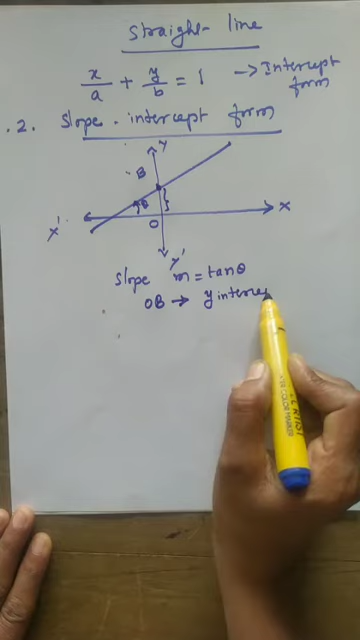 Straight-line
x/a + y/b = 1 → Intercept form
.2. Slope-intercept form
Y
B
θ
X' O X
Y'
Slope m = tanθ
OB → y interce